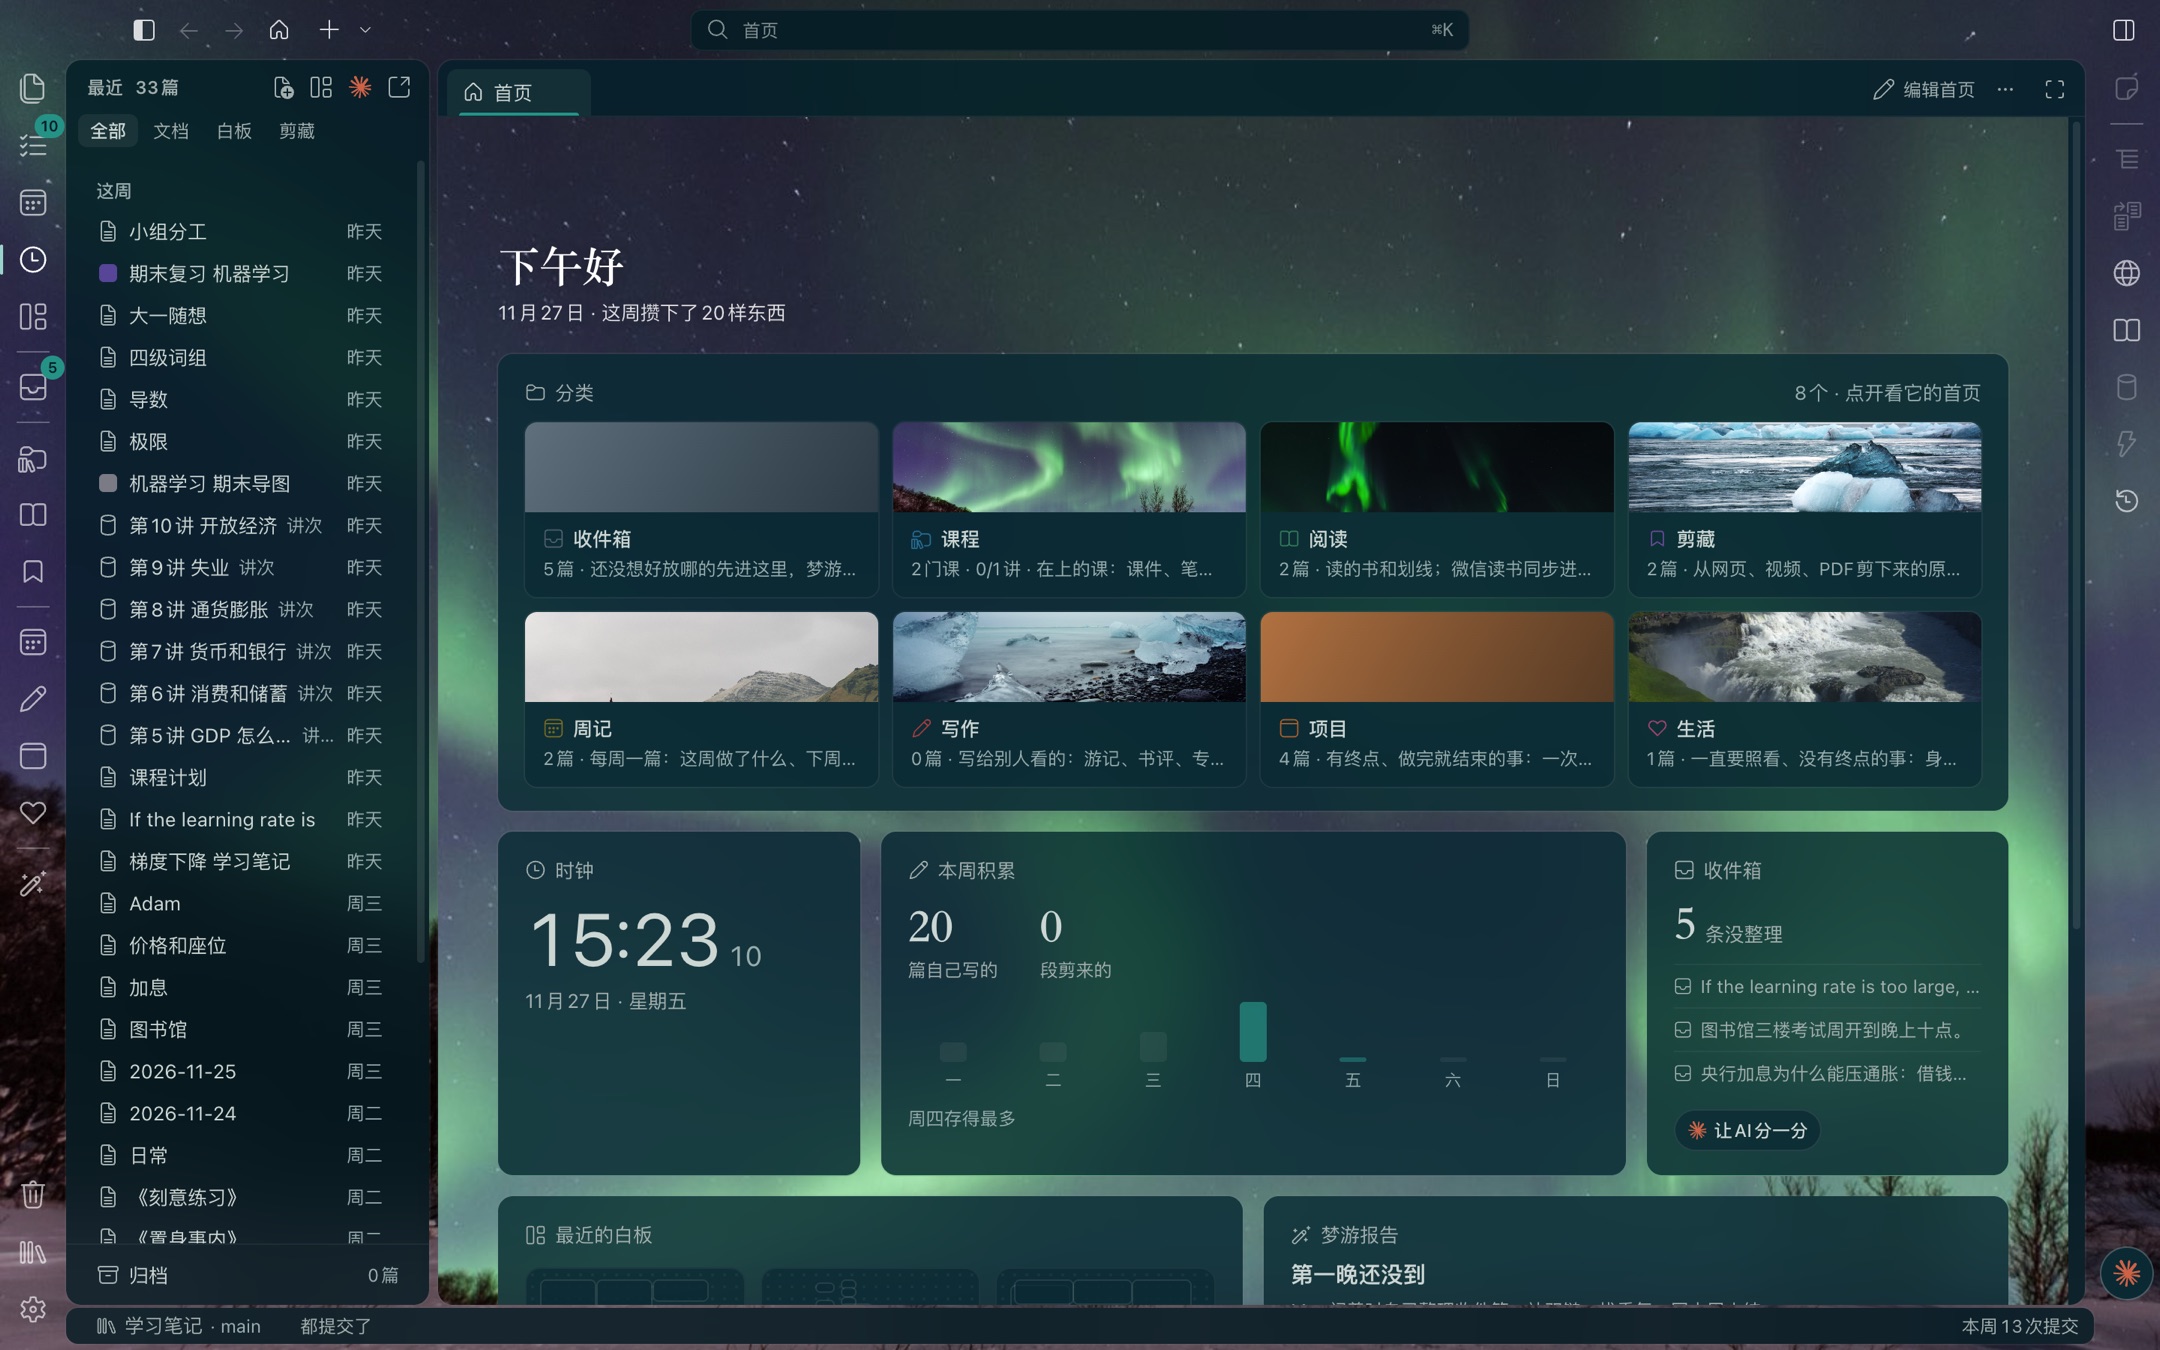 首页 ⌘K
最近 33篇
全部 文档 白板 剪藏
10
5
这周
小组分工 昨天
期末复习 机器学习 昨天
大一随想 昨天
四级词组 昨天
导数 昨天
极限 昨天
机器学习 期末导图 昨天
第10讲 开放经济 讲次 昨天
第9讲 失业 讲次 昨天
第8讲 通货膨胀 讲次 昨天
第7讲 货币和银行 讲次 昨天
第6讲 消费和储蓄 讲次 昨天
第5讲 GDP 怎么... 讲... 昨天
课程计划 昨天
If the learning rate is 昨天
梯度下降 学习笔记 昨天
Adam 周三
价格和座位 周三
加息 周三
图书馆 周三
2026-11-25 周三
2026-11-24 周二
日常 周二
《刻意练习》 周二
《置身事内》 周二
归档 0篇
首页 编辑首页
下午好
11月27日 · 这周攒下了20样东西
分类 8个 · 点开看它的首页
收件箱
5篇 · 还没想好放哪的先进这里，梦游...
课程
2门课 · 0/1讲 · 在上的课：课件、笔...
阅读
2篇 · 读的书和划线；微信读书同步进...
剪藏
2篇 · 从网页、视频、PDF剪下来的原...
周记
2篇 · 每周一篇：这周做了什么、下周...
写作
0篇 · 写给别人看的：游记、书评、专...
项目
4篇 · 有终点、做完就结束的事：一次...
生活
1篇 · 一直要照看、没有终点的事：身...
时钟
15:23 10
11月27日 · 星期五
本周积累
20 0
篇自己写的 段剪来的
一 二 三 四 五 六 日
周四存得最多
收件箱
5 条没整理
If the learning rate is too large, ...
图书馆三楼考试周开到晚上十点。
央行加息为什么能压通胀：借钱...
让AI分一分
最近的白板
梦游报告
第一晚还没到
学习笔记 · main 都提交了 本周13次提交